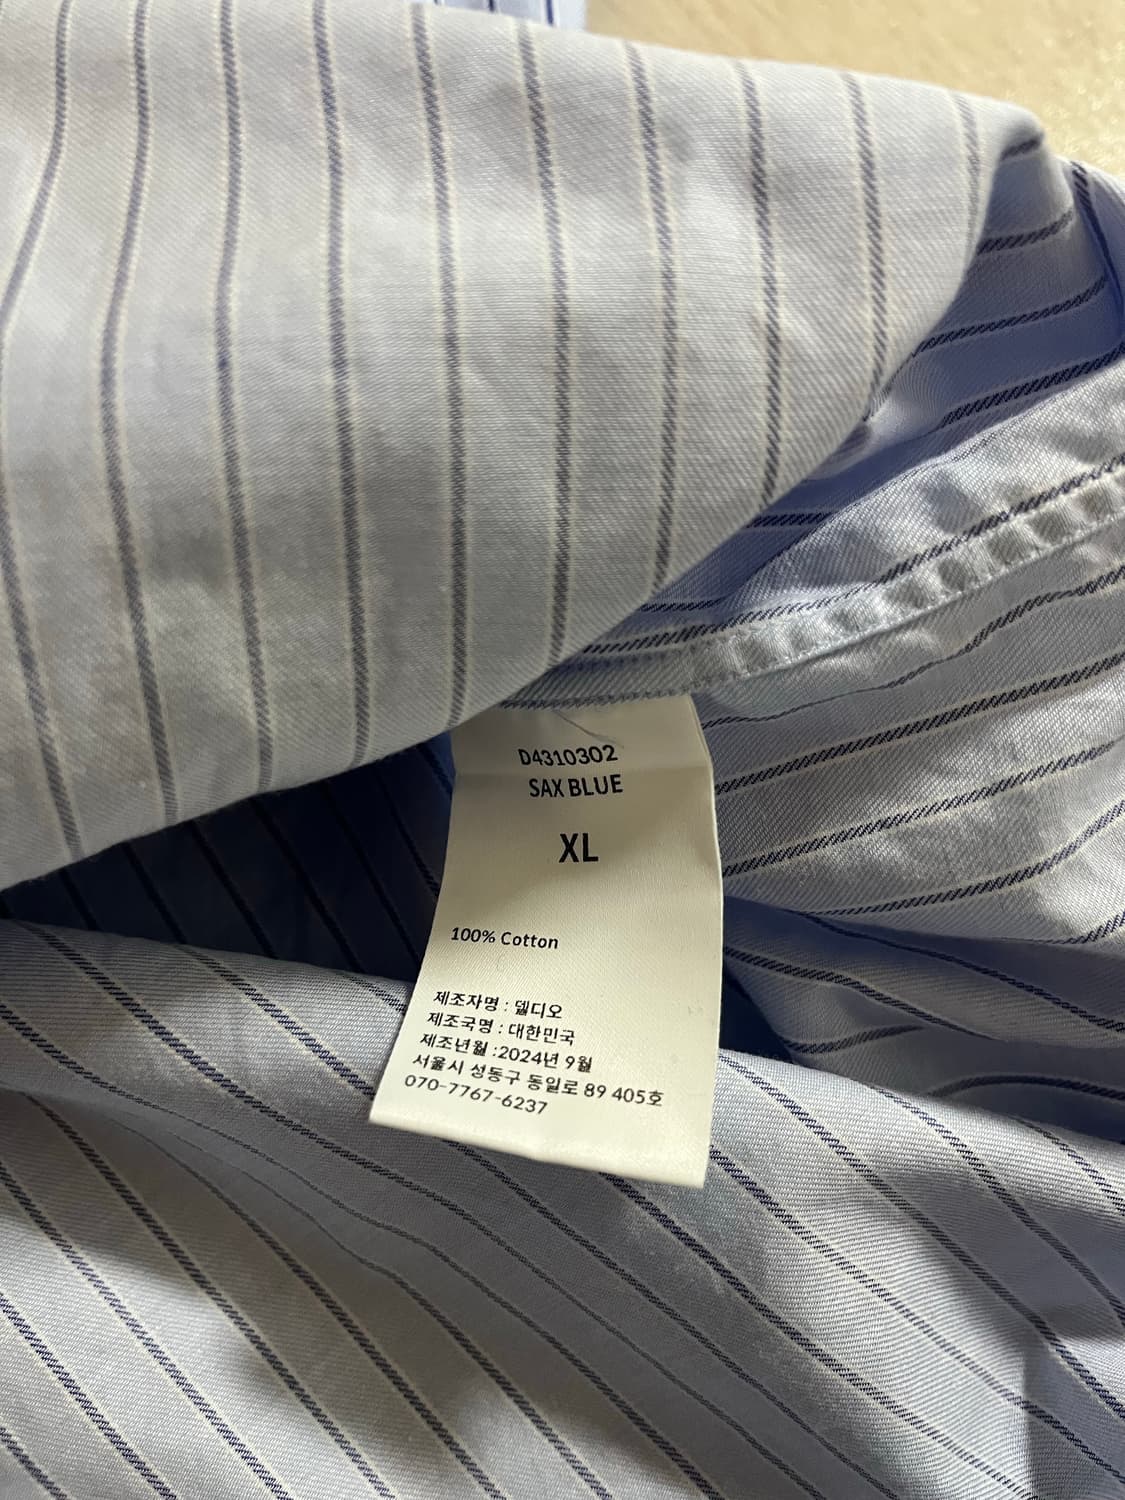 D4310302
SAX BLUE
XL
100% Cotton
제조자명 : 델디오
제조국명 : 대한민국
제조년월 :2024년 9월
서울시 성동구 동일로 89 405호
070-7767-6237